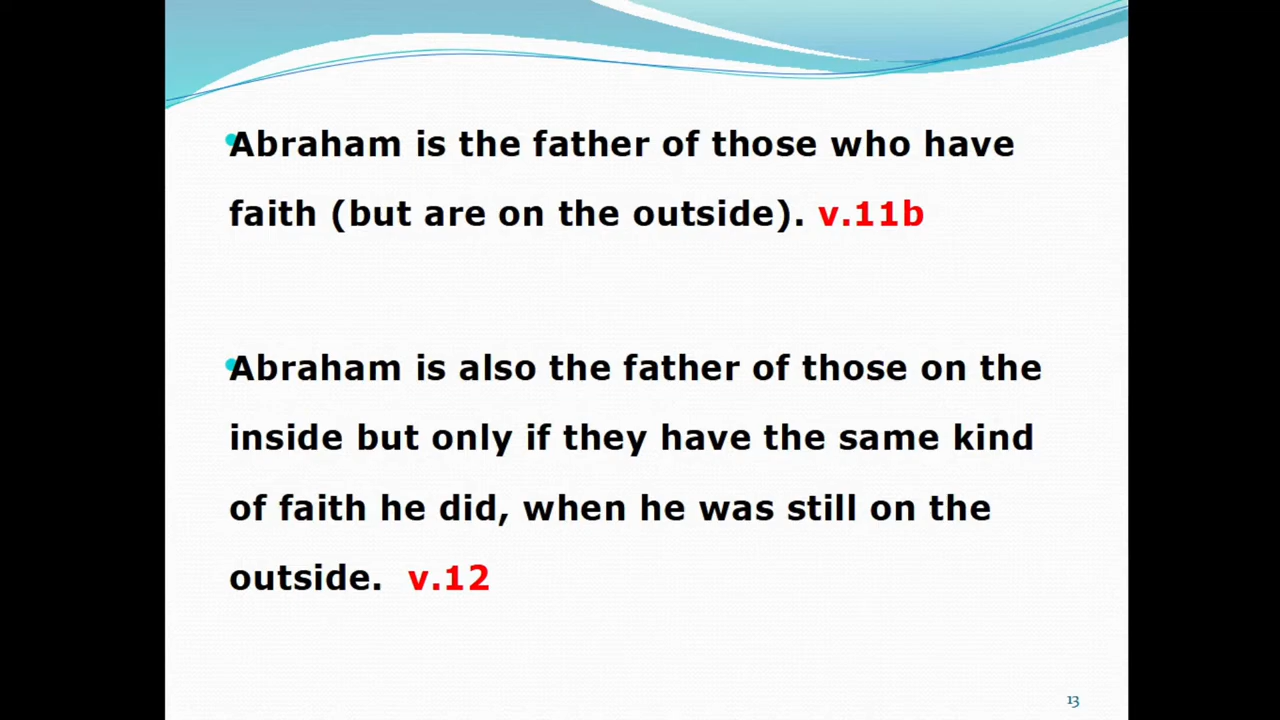 Abraham is the father of those who have
faith (but are on the outside). v.11b
Abraham is also the father of those on the
inside but only if they have the same kind
of faith he did, when he was still on the
outside. v.12
13